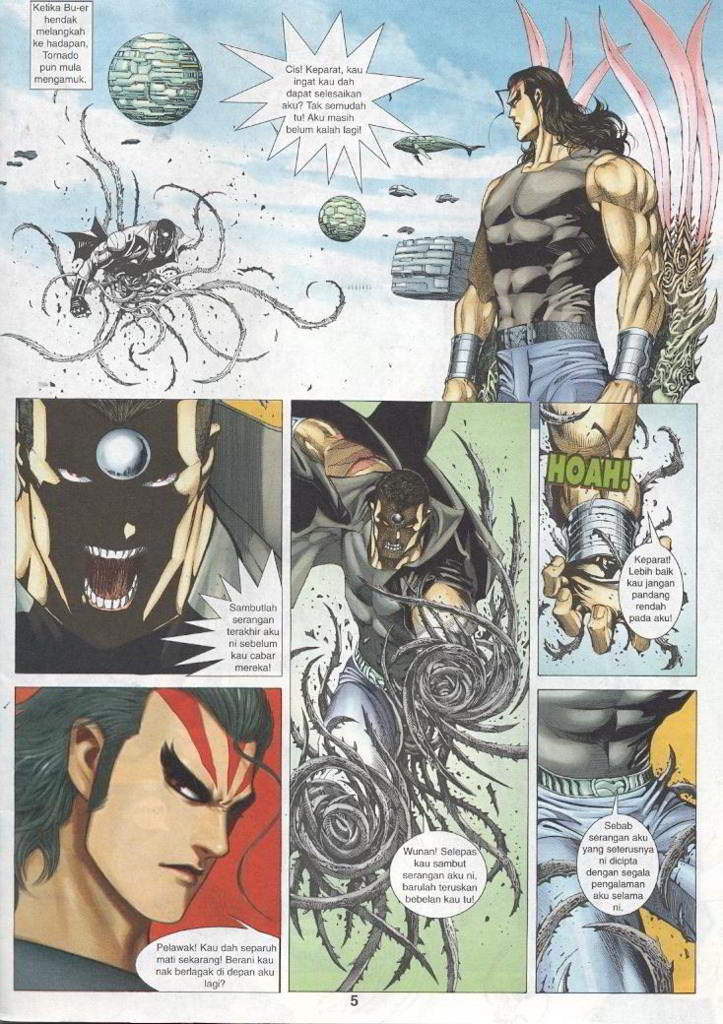 Ketika Bu-er
hendak
melangkah
ke hadapan,
Tornado
pun mula
mengamuk.
Cis! Keparat, kau
ingat kau dah
dapat selesaikan
aku? Tak semudah
tu! Aku masih
belum kalah lagi!
Sambutlah
serangan
terakhir aku
ni sebelum
kau cabar
mereka!
Pelawak! Kau dah separuh
mati sekarang! Berani kau
nak berlagak di depan aku
lagi?
Wunan! Selepas
kau sambut
serangan aku ni,
barulah teruskan
bebelan kau tu!
HOAH!
Keparat!
Lebih baik
kau jangan
pandang
rendah
pada aku!
Sebab
serangan aku
yang seterusnya
ni dicipta
dengan segala
pengalaman
aku selama
ni.
5